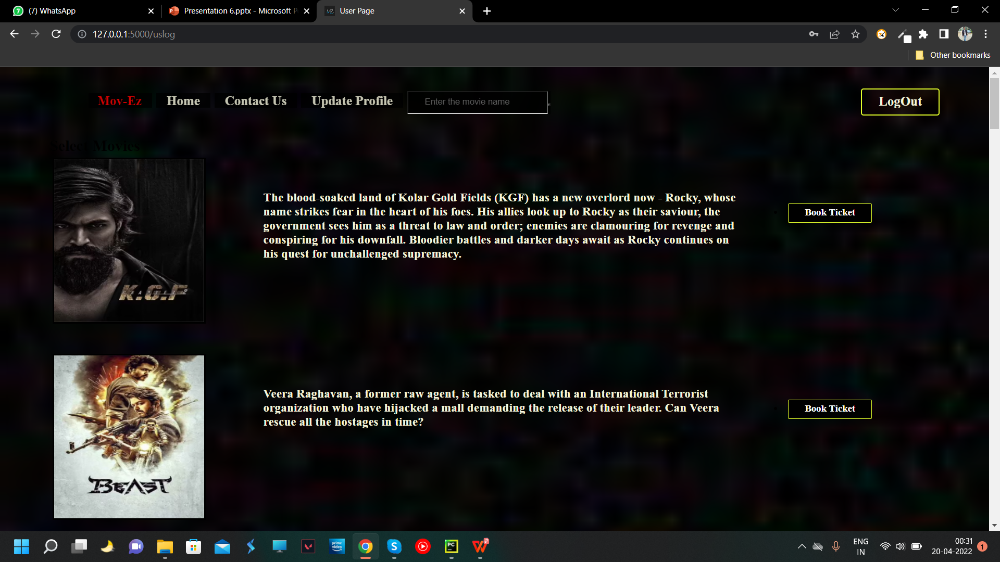 (7) WhatsApp
Presentation 6.pptx - Microsoft P
MZ
User Page
127.0.0.1:5000/uslog
Other bookmarks
Mov-Ez
Home
Contact Us
Update Profile
Enter the movie name
LogOut
Select Movies
The blood-soaked land of Kolar Gold Fields (KGF) has a new overlord now - Rocky, whose
name strikes fear in the heart of his foes. His allies look up to Rocky as their saviour, the
government sees him as a threat to law and order; enemies are clamouring for revenge and
conspiring for his downfall. Bloodier battles and darker days await as Rocky continues on
his quest for unchallenged supremacy.
Book Ticket
K.G.F
CHAPTER 2
Veera Raghavan, a former raw agent, is tasked to deal with an International Terrorist
organization who have hijacked a mall demanding the release of their leader. Can Veera
rescue all the hostages in time?
Book Ticket
BEAST
prime
video
S
PC
ENG
IN
00:31
20-04-2022
1